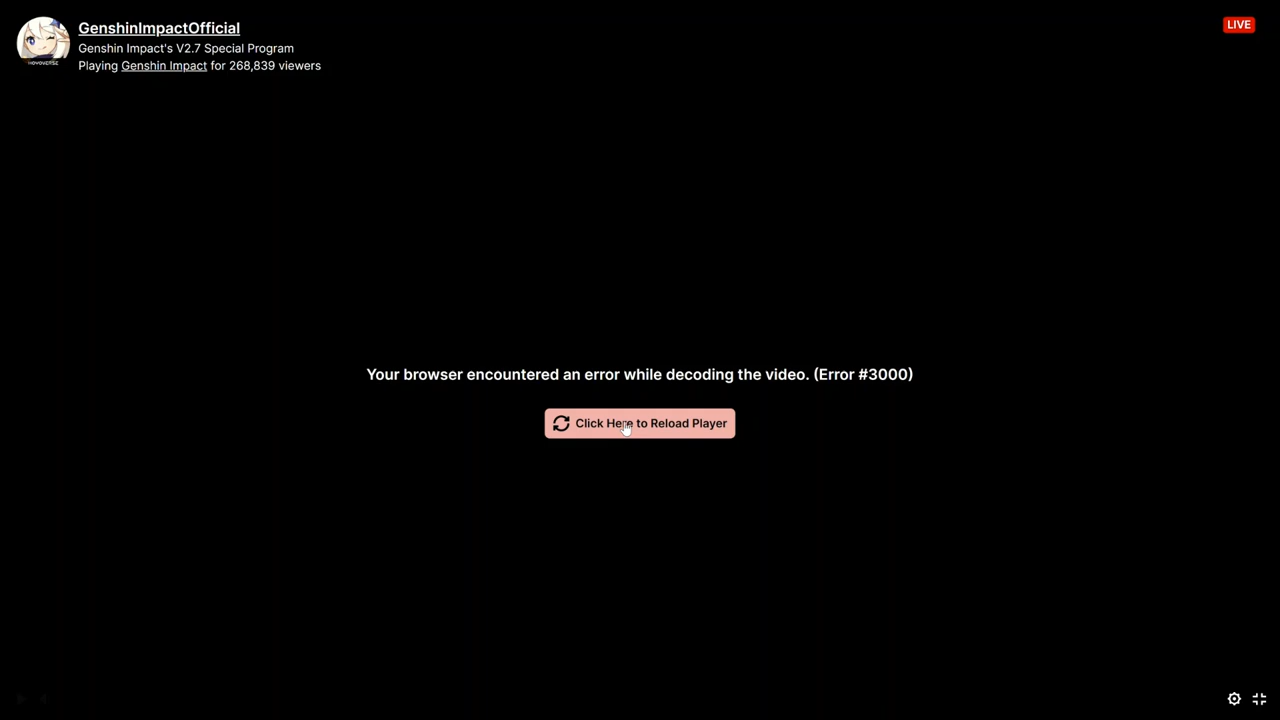 GenshinImpactOfficial
Genshin Impact's V2.7 Special Program
Playing Genshin Impact for 268,839 viewers
LIVE
HOYOVERSE
Your browser encountered an error while decoding the video. (Error #3000)
Click Here to Reload Player